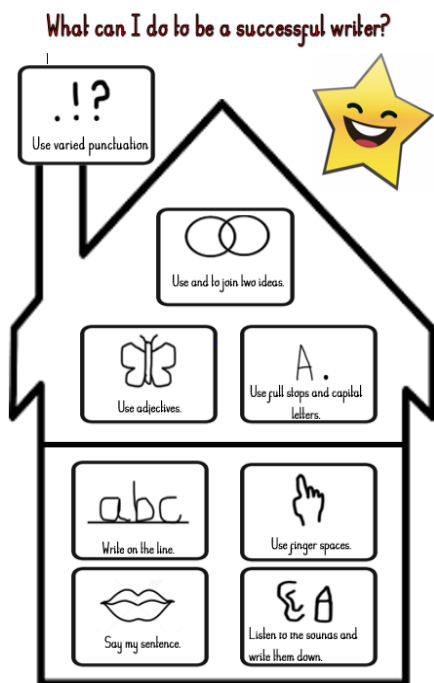 What can I do to be a successful writer?
. ! ?
Use varied punctuation
Use and to join two ideas.
Use adjectives.
A.
Use full stops and capital
letters.
abc
Write on the line.
Use finger spaces.
Say my sentence.
Listen to the sounds and
write them down.